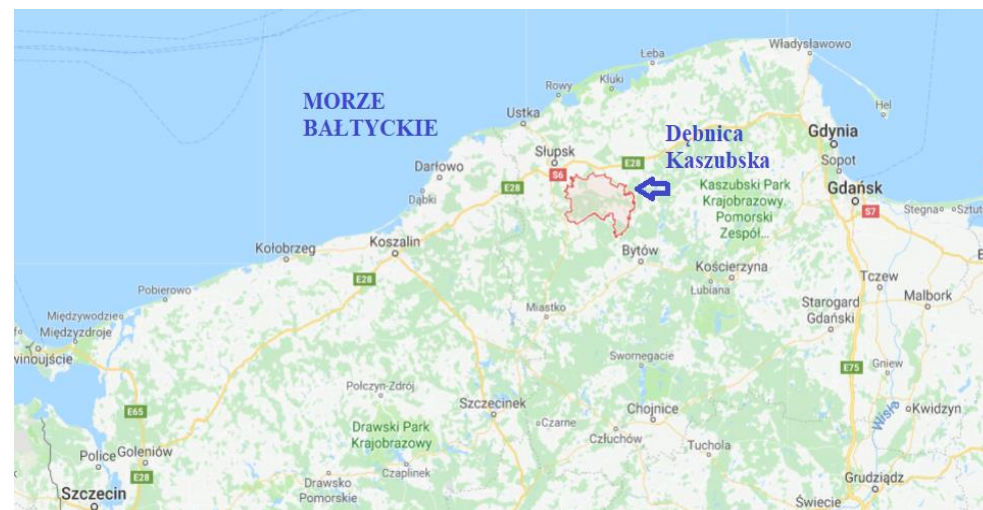 Władysławowo
Łeba
Rowy
Kluki
MORZE
BAŁTYCKIE
Ustka
Hel
Dębnica
Kaszubska
Gdynia
Słupsk
E28
Sopot
Darłowo
S6
E28
Kaszubski Park
Krajobrazowy.
Pomorski
Zespół...
Gdańsk
S7
Dąbki
Stegna
Sztut
Kołobrzeg
Koszalin
Bytów
E28
Kościerzyna
Lubiana
Tczew
Malbork
Pobierowo
Starogard
Gdański
Miastko
Międzywodzie
Międzyzdroje
winoujście
Swornegacie
E75
Gniew
Połczyn-Zdrój
Szczecinek
Chojnice
Wisła
Kwidzyn
E65
Czarne
Drawski Park
Krajobrazowy
Człuchów
Tuchola
Police
Goleniów
Czaplinek
E28
Drawsko
Pomorskie
Grudziądz
Szczecin
Świecie